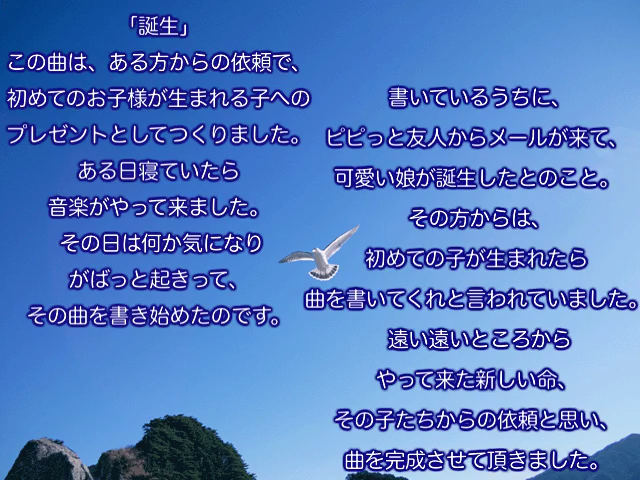 「誕生」
この曲は、ある方からの依頼で、
初めてのお子様が生まれる子への
プレゼントとしてつくりました。
ある日寝ていたら
音楽がやって来ました。
その日は何か気になり
がばっと起きって、
その曲を書き始めたのです。
書いているうちに、
ピピっと友人からメールが来て、
可愛い娘が誕生したとのこと。
その方からは、
初めての子が生まれたら
曲を書いてくれと言われていました。
遠い遠いところから
やって来た新しい命、
その子たちからの依頼と思い、
曲を完成させて頂きました。